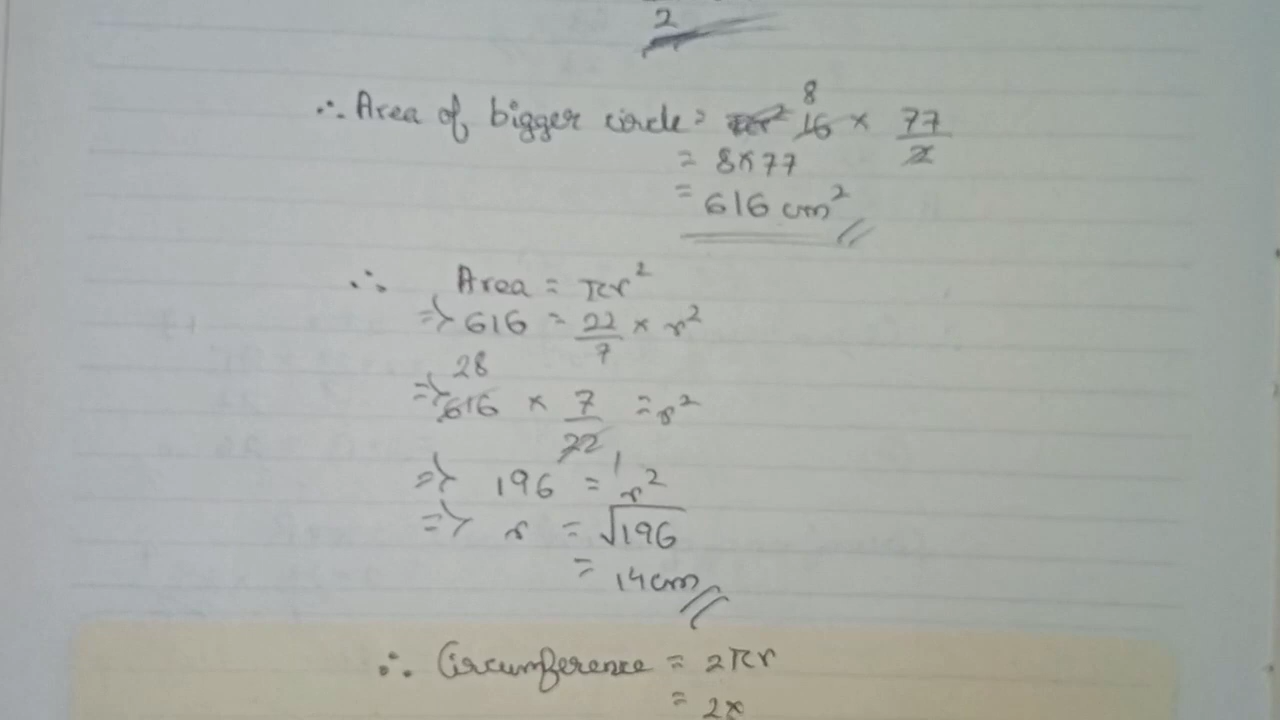 2
∴ Area of bigger circle = 16 8 × 77/2
= 8×77
= 616 cm²
∴ Area = πr²
⇒ 616 = 22/7 × r²
28
⇒ 616 × 7/22 = r²
1
⇒ 196 = r²
⇒ r = √196
= 14cm
∴ Circumference = 2πr
= 2×